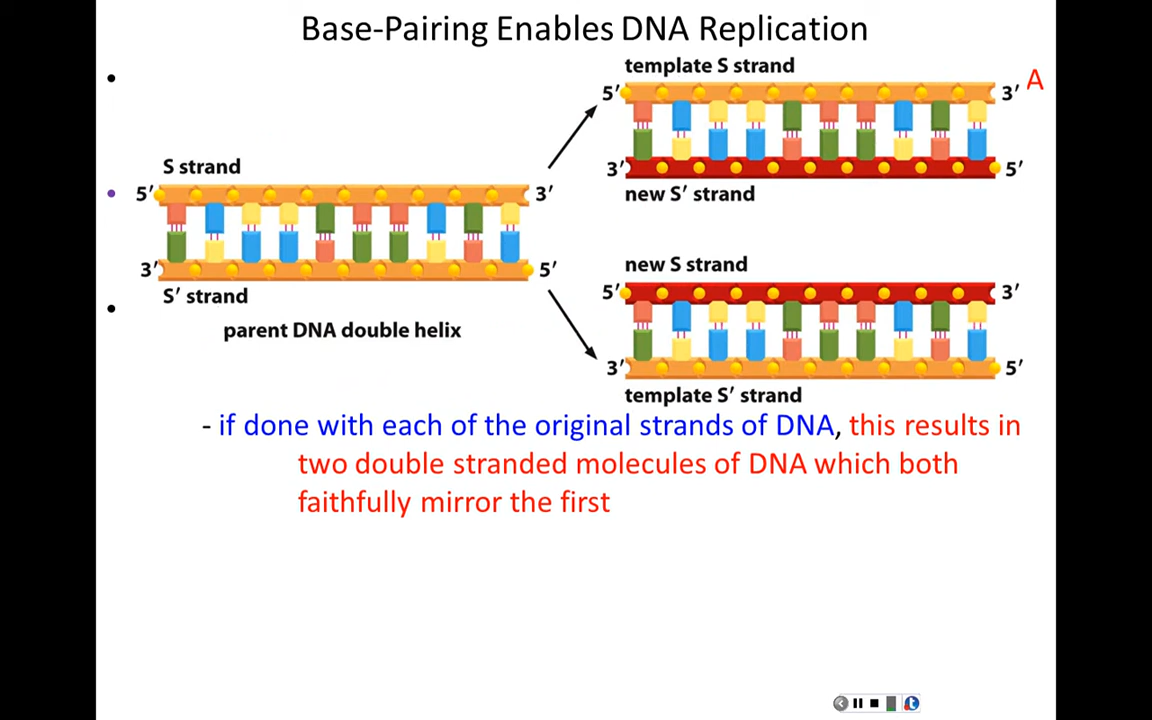 Base-Pairing Enables DNA Replication
template S strand
5′ 3′ A
3′ 5′
new S′ strand
S strand
5′ 3′
3′ 5′
S′ strand
parent DNA double helix
new S strand
5′ 3′
3′ 5′
template S′ strand
- if done with each of the original strands of DNA, this results in
two double stranded molecules of DNA which both
faithfully mirror the first